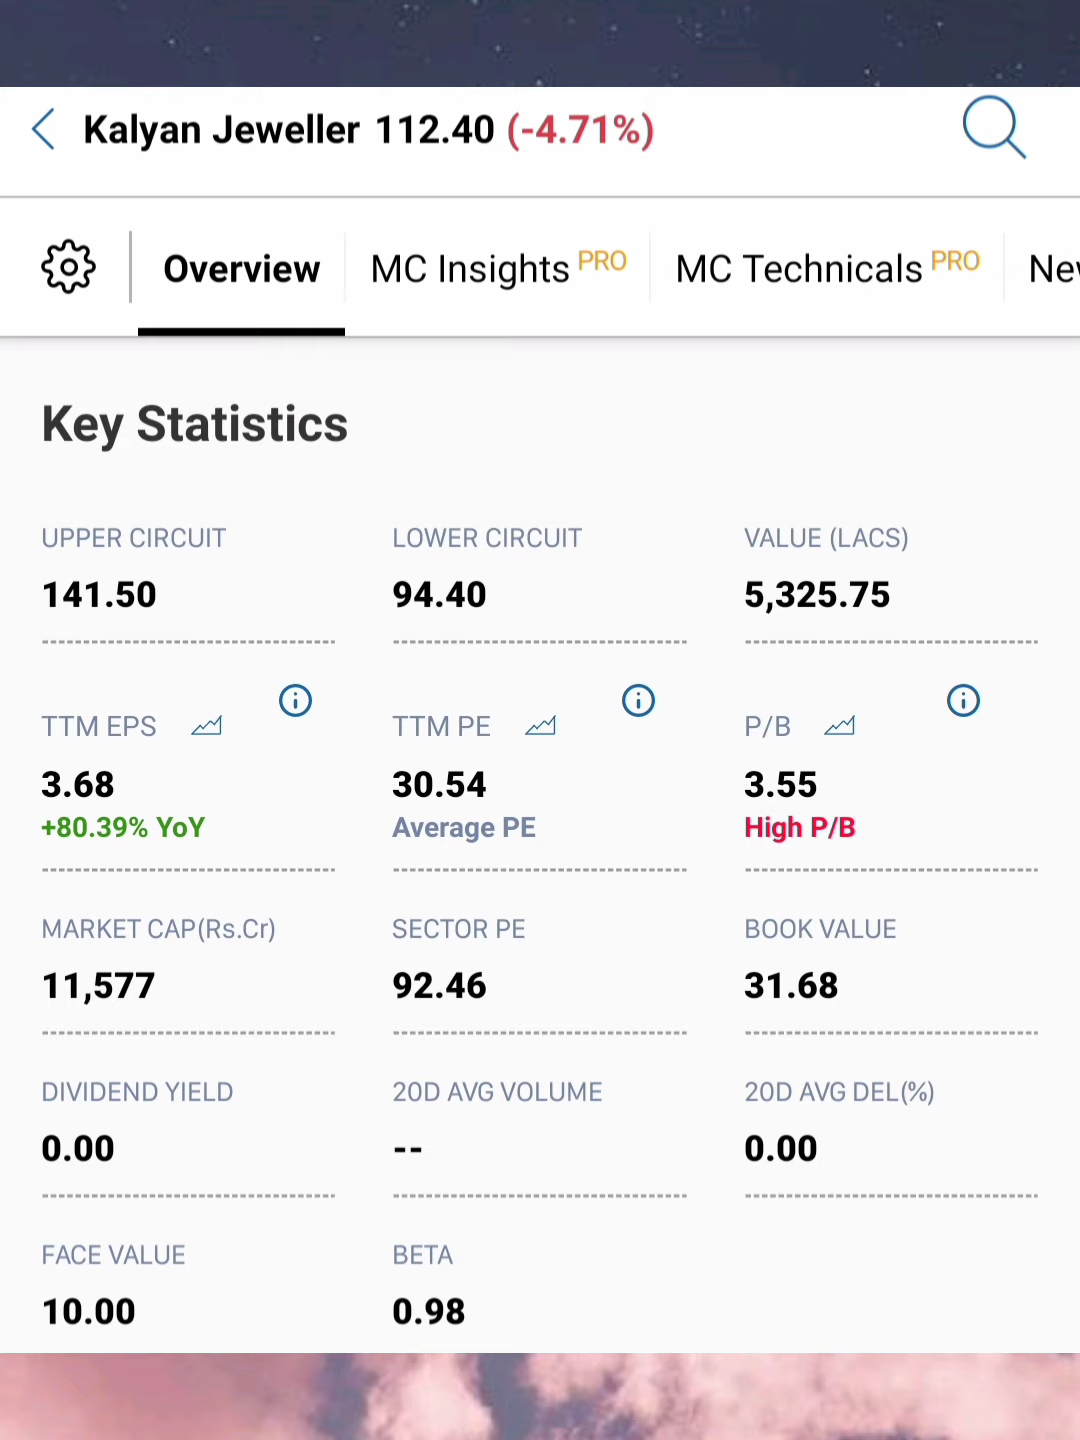 Kalyan Jeweller 112.40 (-4.71%)
Overview MC Insights PRO MC Technicals PRO
Key Statistics
UPPER CIRCUIT LOWER CIRCUIT VALUE (LACS)
141.50 94.40 5,325.75
TTM EPS TTM PE P/B
3.68 30.54 3.55
+80.39% YoY Average PE High P/B
MARKET CAP(Rs.Cr) SECTOR PE BOOK VALUE
11,577 92.46 31.68
DIVIDEND YIELD 20D AVG VOLUME 20D AVG DEL(%)
0.00 -- 0.00
FACE VALUE BETA
10.00 0.98